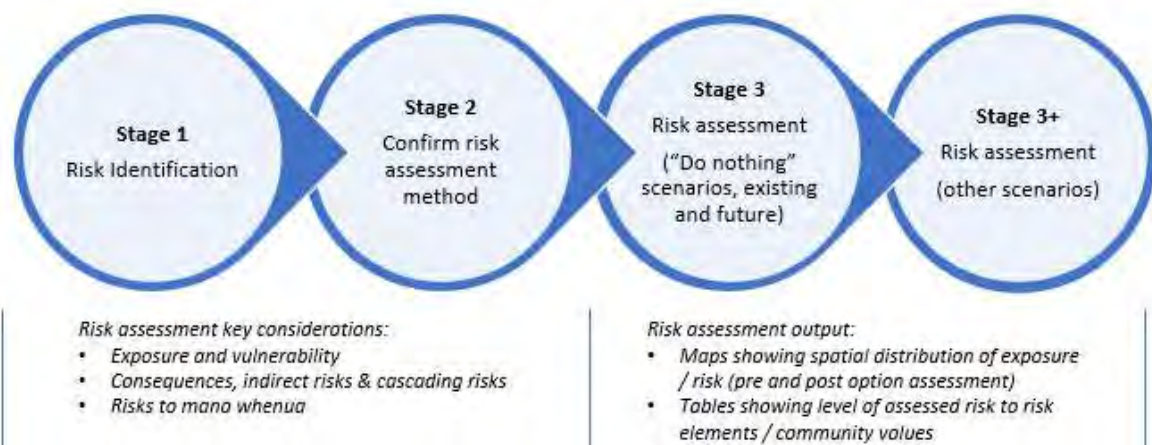 Stage 1
Risk Identification
Stage 2
Confirm risk
assessment
method
Stage 3
Risk assessment
("Do nothing"
scenarios, existing
and future)
Stage 3+
Risk assessment
(other scenarios)
Risk assessment key considerations:
• Exposure and vulnerability
• Consequences, indirect risks & cascading risks
• Risks to mana whenua
Risk assessment output:
• Maps showing spatial distribution of exposure
/ risk (pre and post option assessment)
• Tables showing level of assessed risk to risk
elements / community values